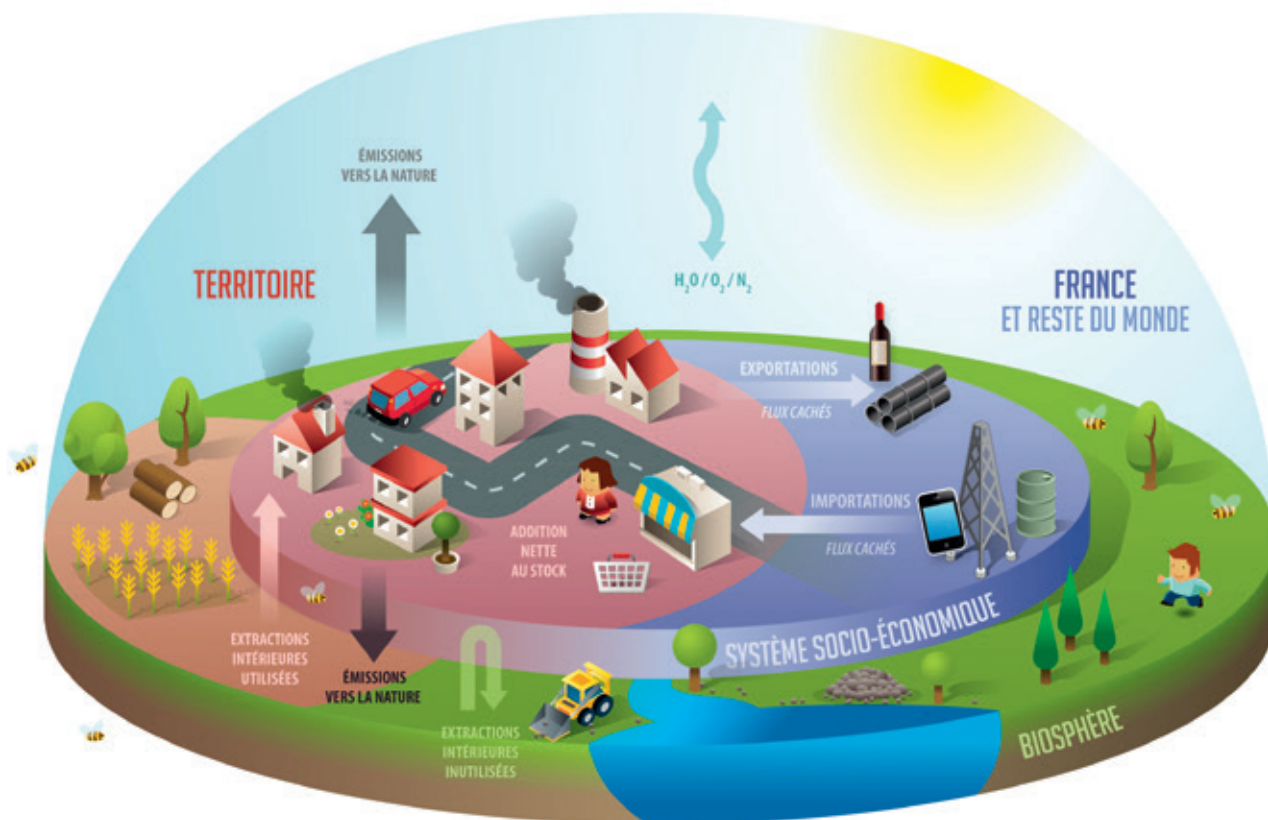 ÉMISSIONS
VERS LA NATURE
TERRITOIRE
H₂O / O₂ / N₂
FRANCE
ET RESTE DU MONDE
EXPORTATIONS
FLUX CACHÉS
IMPORTATIONS
FLUX CACHÉS
ADDITION
NETTE
AU STOCK
EXTRACTIONS
INTÉRIEURES
UTILISÉES
ÉMISSIONS
VERS LA NATURE
EXTRACTIONS
INTÉRIEURES
INUTILISÉES
SYSTÈME SOCIO-ÉCONOMIQUE
BIOSPHÈRE